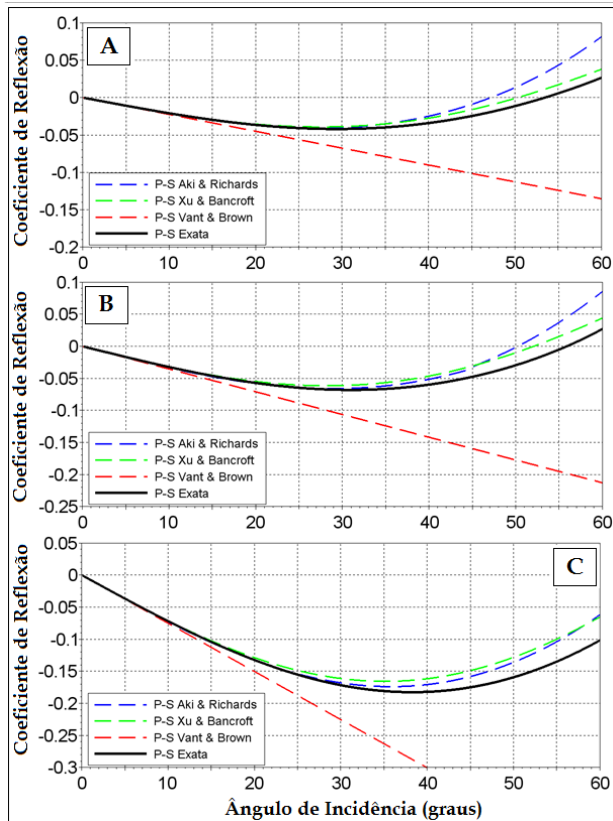 A
Coeficiente de Reflexão
0.1
0.05
0
-0.05
-0.1
-0.15
-0.2
P-S Aki & Richards
P-S Xu & Bancroft
P-S Vant & Brown
P-S Exata
0 10 20 30 40 50 60
B
Coeficiente de Reflexão
0.1
0.05
0
-0.05
-0.1
-0.15
-0.2
-0.25
P-S Aki & Richards
P-S Xu & Bancroft
P-S Vant & Brown
P-S Exata
0 10 20 30 40 50 60
C
Coeficiente de Reflexão
0.05
0
-0.05
-0.1
-0.15
-0.2
-0.25
-0.3
P-S Aki & Richards
P-S Xu & Bancroft
P-S Vant & Brown
P-S Exata
0 10 20 30 40 50 60
Ângulo de Incidência (graus)